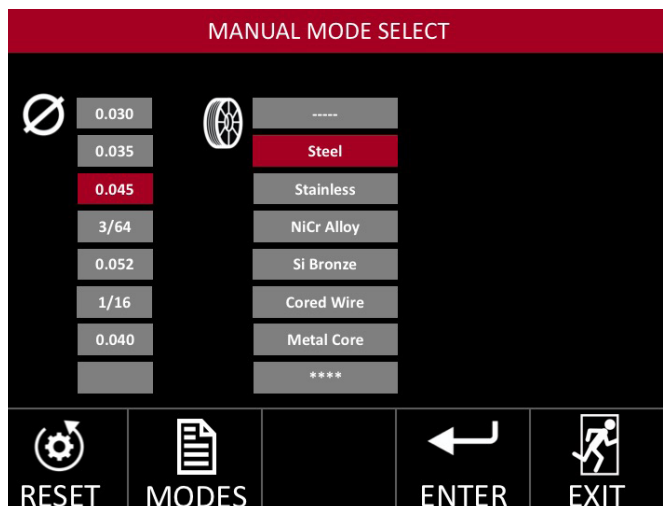 MANUAL MODE SELECT
0.030 -----
0.035 Steel
0.045 Stainless
3/64 NiCr Alloy
0.052 Si Bronze
1/16 Cored Wire
0.040 Metal Core
****
RESET MODES ENTER EXIT